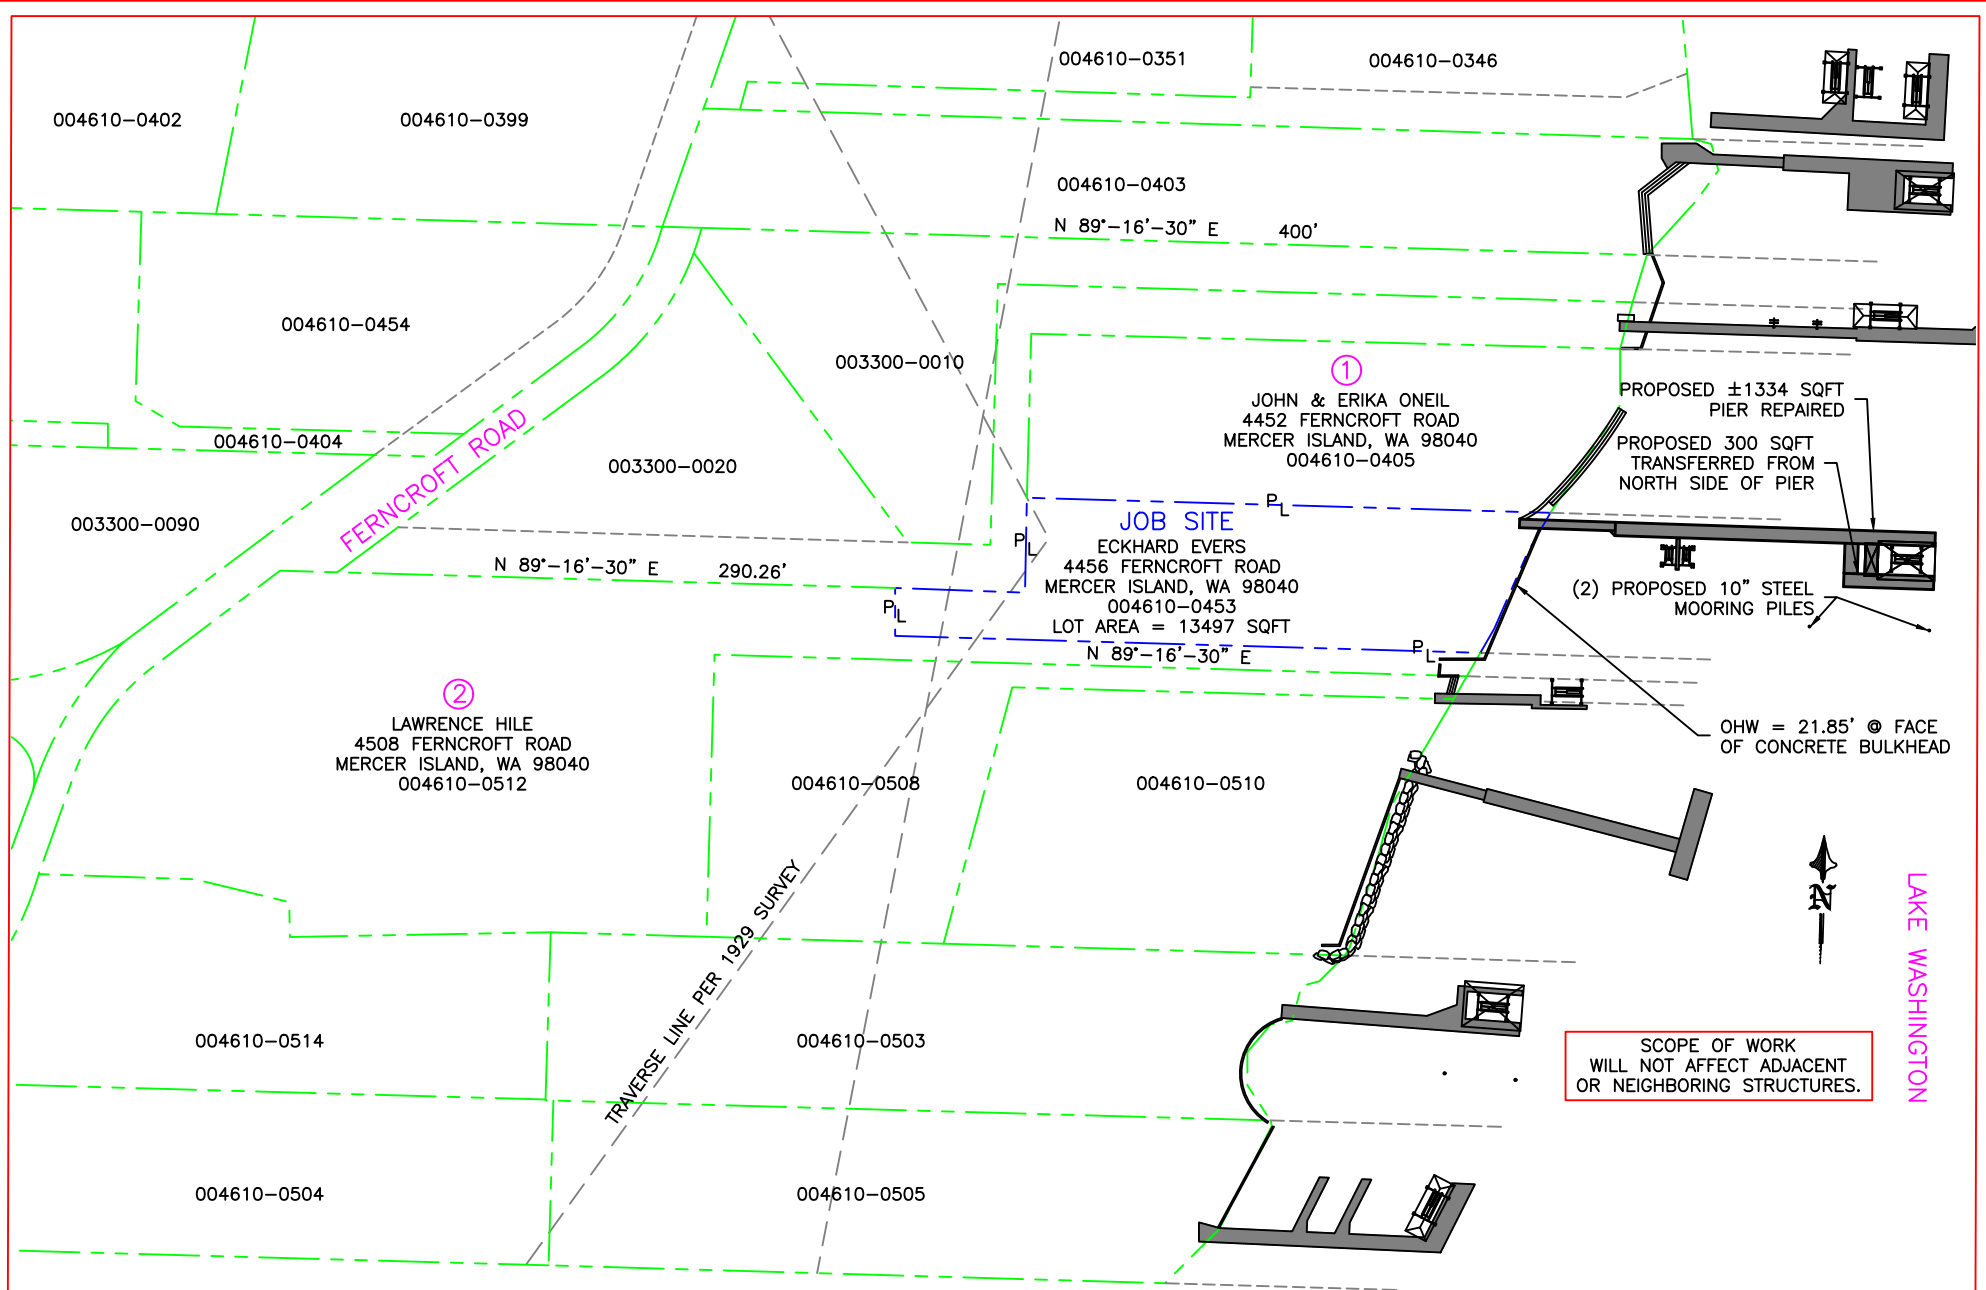 004610-0351
004610-0346
004610-0402
004610-0399
004610-0403
N 89°-16'-30" E 400'
004610-0454
003300-0010
1
JOHN & ERIKA ONEIL
4452 FERNCROFT ROAD
MERCER ISLAND, WA 98040
004610-0405
PROPOSED ±1334 SQFT
PIER REPAIRED
PROPOSED 300 SQFT
TRANSFERRED FROM
NORTH SIDE OF PIER
004610-0404
FERNCROFT ROAD
003300-0020
003300-0090
PL
JOB SITE
ECKHARD EVERS
4456 FERNCROFT ROAD
MERCER ISLAND, WA 98040
004610-0453
LOT AREA = 13497 SQFT
PL
N 89°-16'-30" E 290.26'
PL
(2) PROPOSED 10" STEEL
MOORING PILES
N 89°-16'-30" E
PL
2
LAWRENCE HILE
4508 FERNCROFT ROAD
MERCER ISLAND, WA 98040
004610-0512
OHW = 21.85' @ FACE
OF CONCRETE BULKHEAD
004610-0508
004610-0510
TRAVERSE LINE PER 1929 SURVEY
N
LAKE WASHINGTON
004610-0514
004610-0503
SCOPE OF WORK
WILL NOT AFFECT ADJACENT
OR NEIGHBORING STRUCTURES.
004610-0504
004610-0505